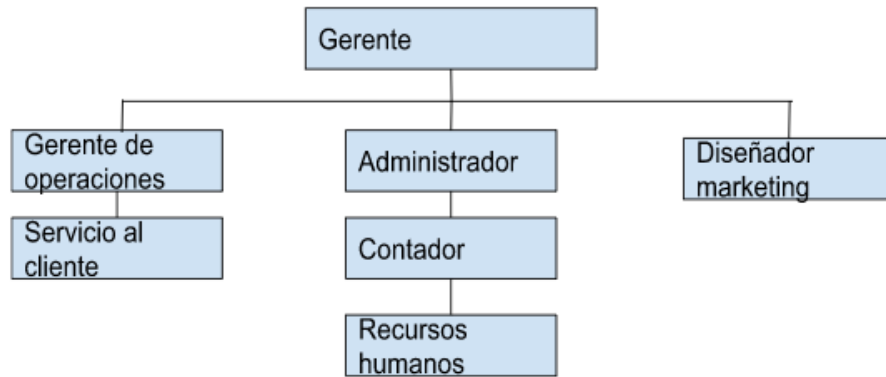 Gerente
Gerente de
operaciones
Administrador
Diseñador
marketing
Servicio al
cliente
Contador
Recursos
humanos